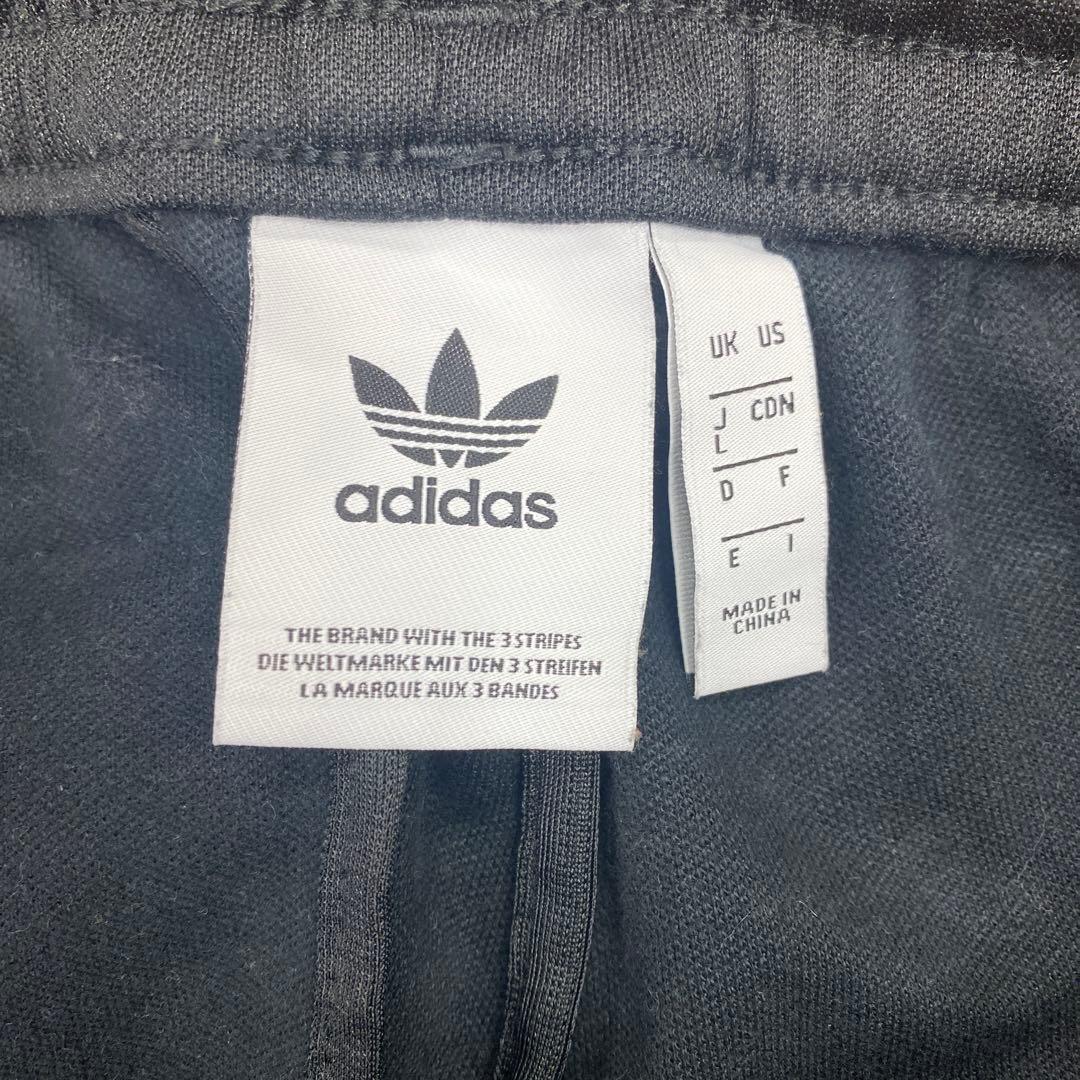 adidas
THE BRAND WITH THE 3 STRIPES
DIE WELTMARKE MIT DEN 3 STREIFEN
LA MARQUE AUX 3 BANDES
UK US
J CDN
L
D F
E I
MADE IN
CHINA